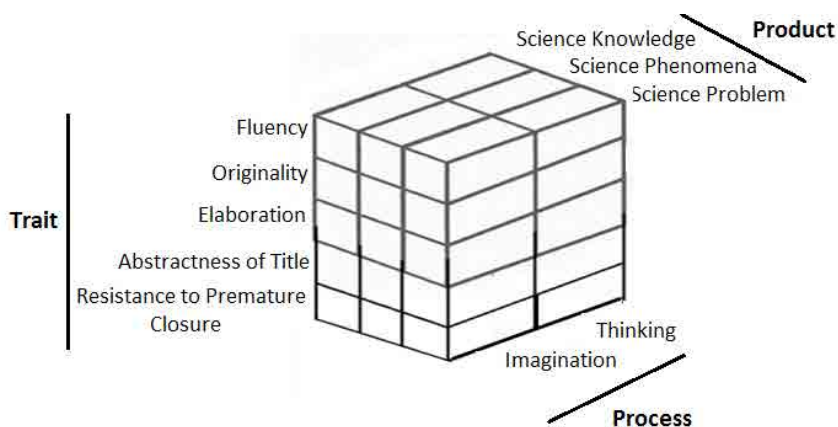 Product
Science Knowledge
Science Phenomena
Science Problem
Fluency
Originality
Elaboration
Trait
Abstractness of Title
Resistance to Premature
Closure
Thinking
Imagination
Process